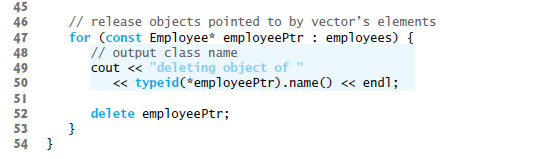 45
46 // release objects pointed to by vector’s elements
47 for (const Employee* employeePtr : employees) {
48 // output class name
49 cout << "deleting object of "
50 << typeid(*employeePtr).name() << endl;
51
52 delete employeePtr;
53 }
54 }